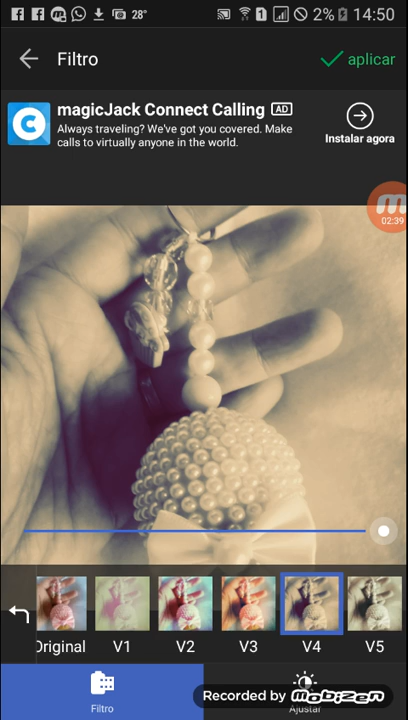 28°
1
2% 14:50
Filtro
aplicar
magicJack Connect Calling AD
Always traveling? We've got you covered. Make
calls to virtually anyone in the world.
Instalar agora
02:39
Original V1 V2 V3 V4 V5
Filtro
Ajustar
Recorded by mobizen